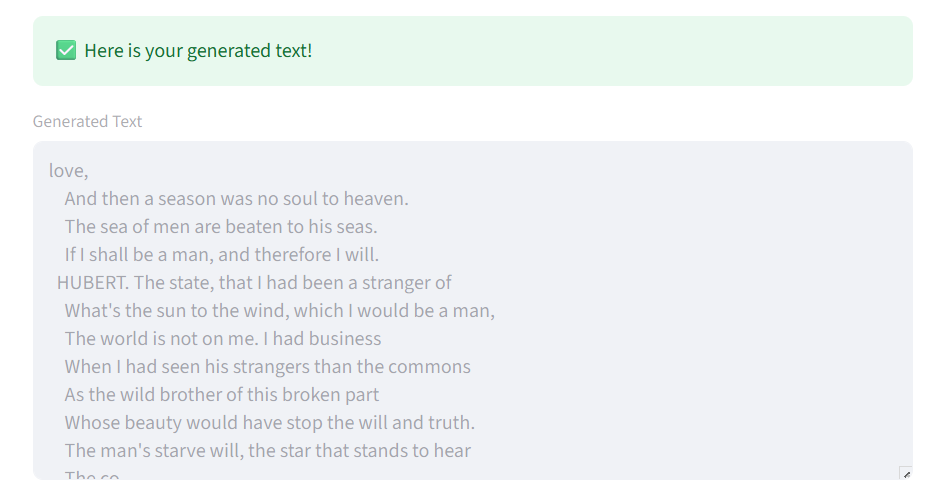 ✅ Here is your generated text!
Generated Text
love,
And then a season was no soul to heaven.
The sea of men are beaten to his seas.
If I shall be a man, and therefore I will.
HUBERT. The state, that I had been a stranger of
What's the sun to the wind, which I would be a man,
The world is not on me. I had business
When I had seen his strangers than the commons
As the wild brother of this broken part
Whose beauty would have stop the will and truth.
The man's starve will, the star that stands to hear
The co